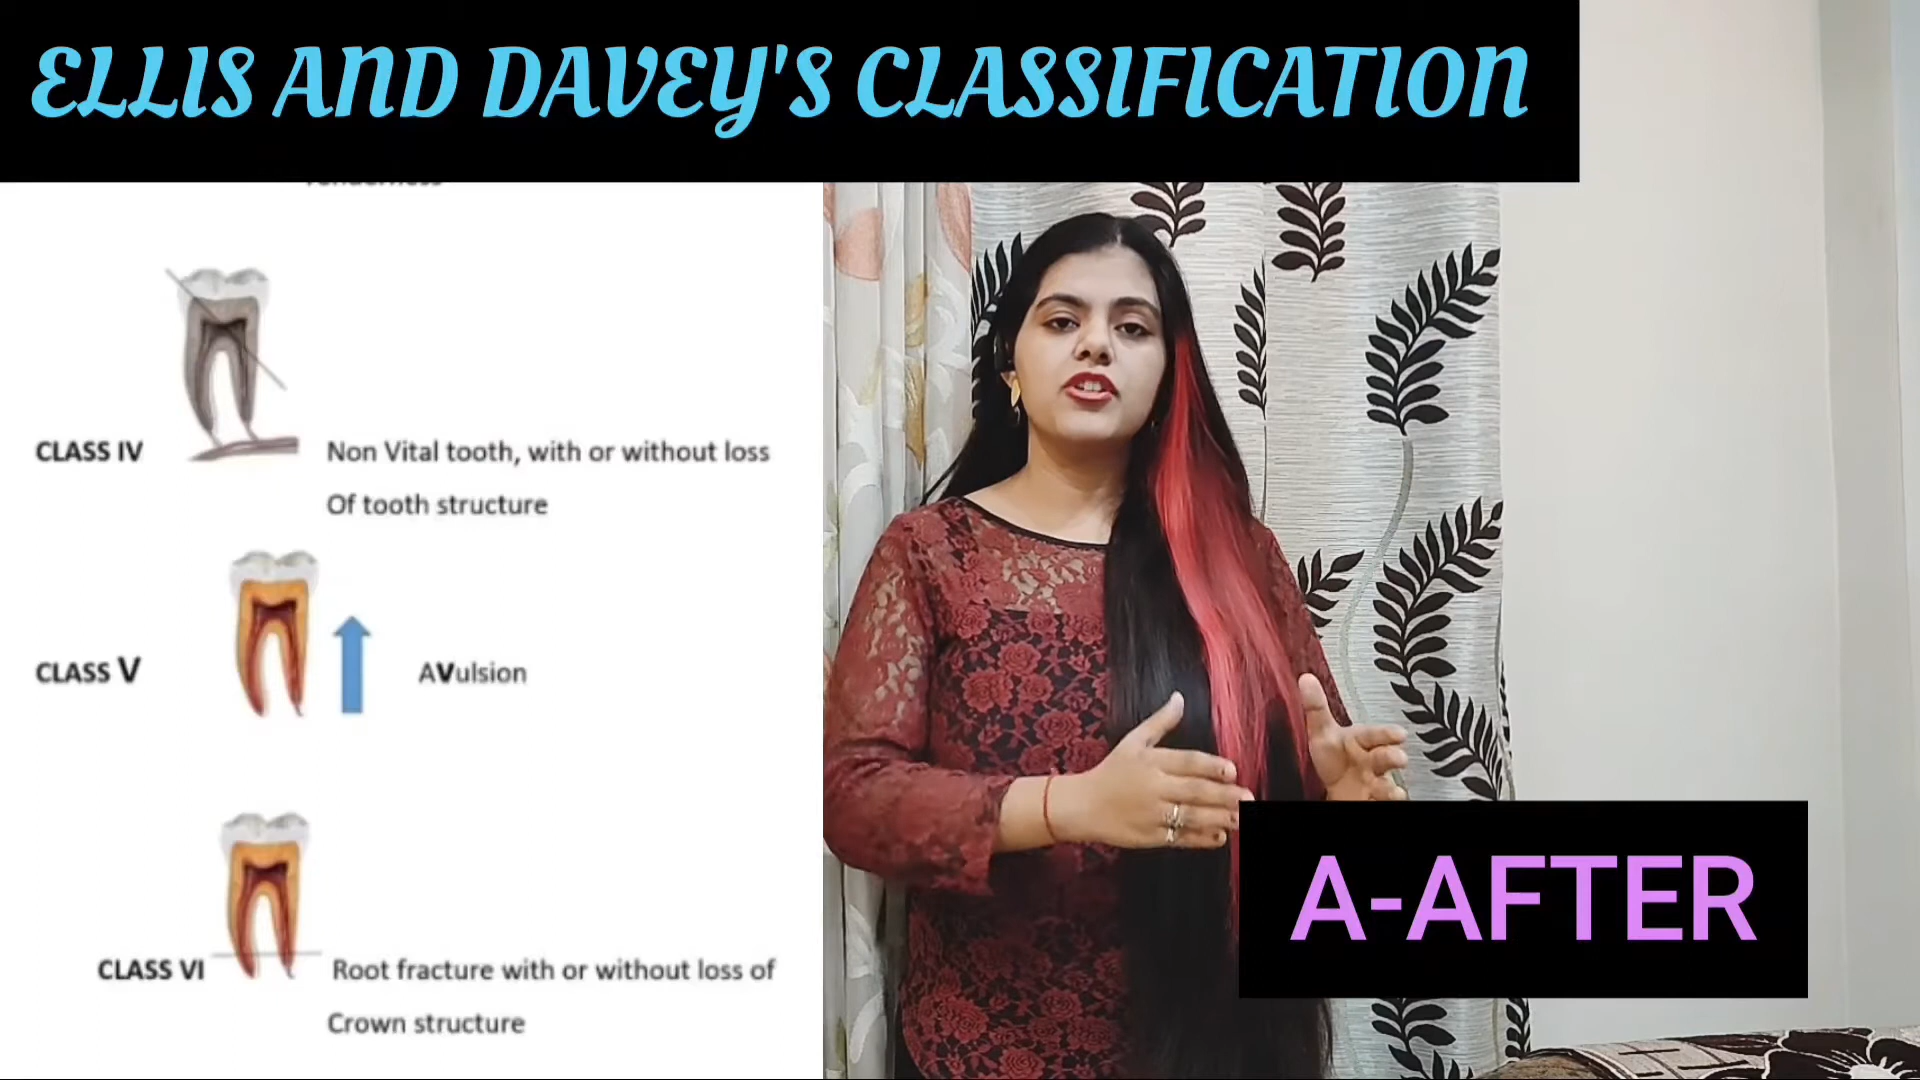 ELLIS AND DAVEY'S CLASSIFICATION
CLASS IV
Non Vital tooth, with or without loss
Of tooth structure
CLASS V
AVulsion
CLASS VI
Root fracture with or without loss of
Crown structure
A-AFTER